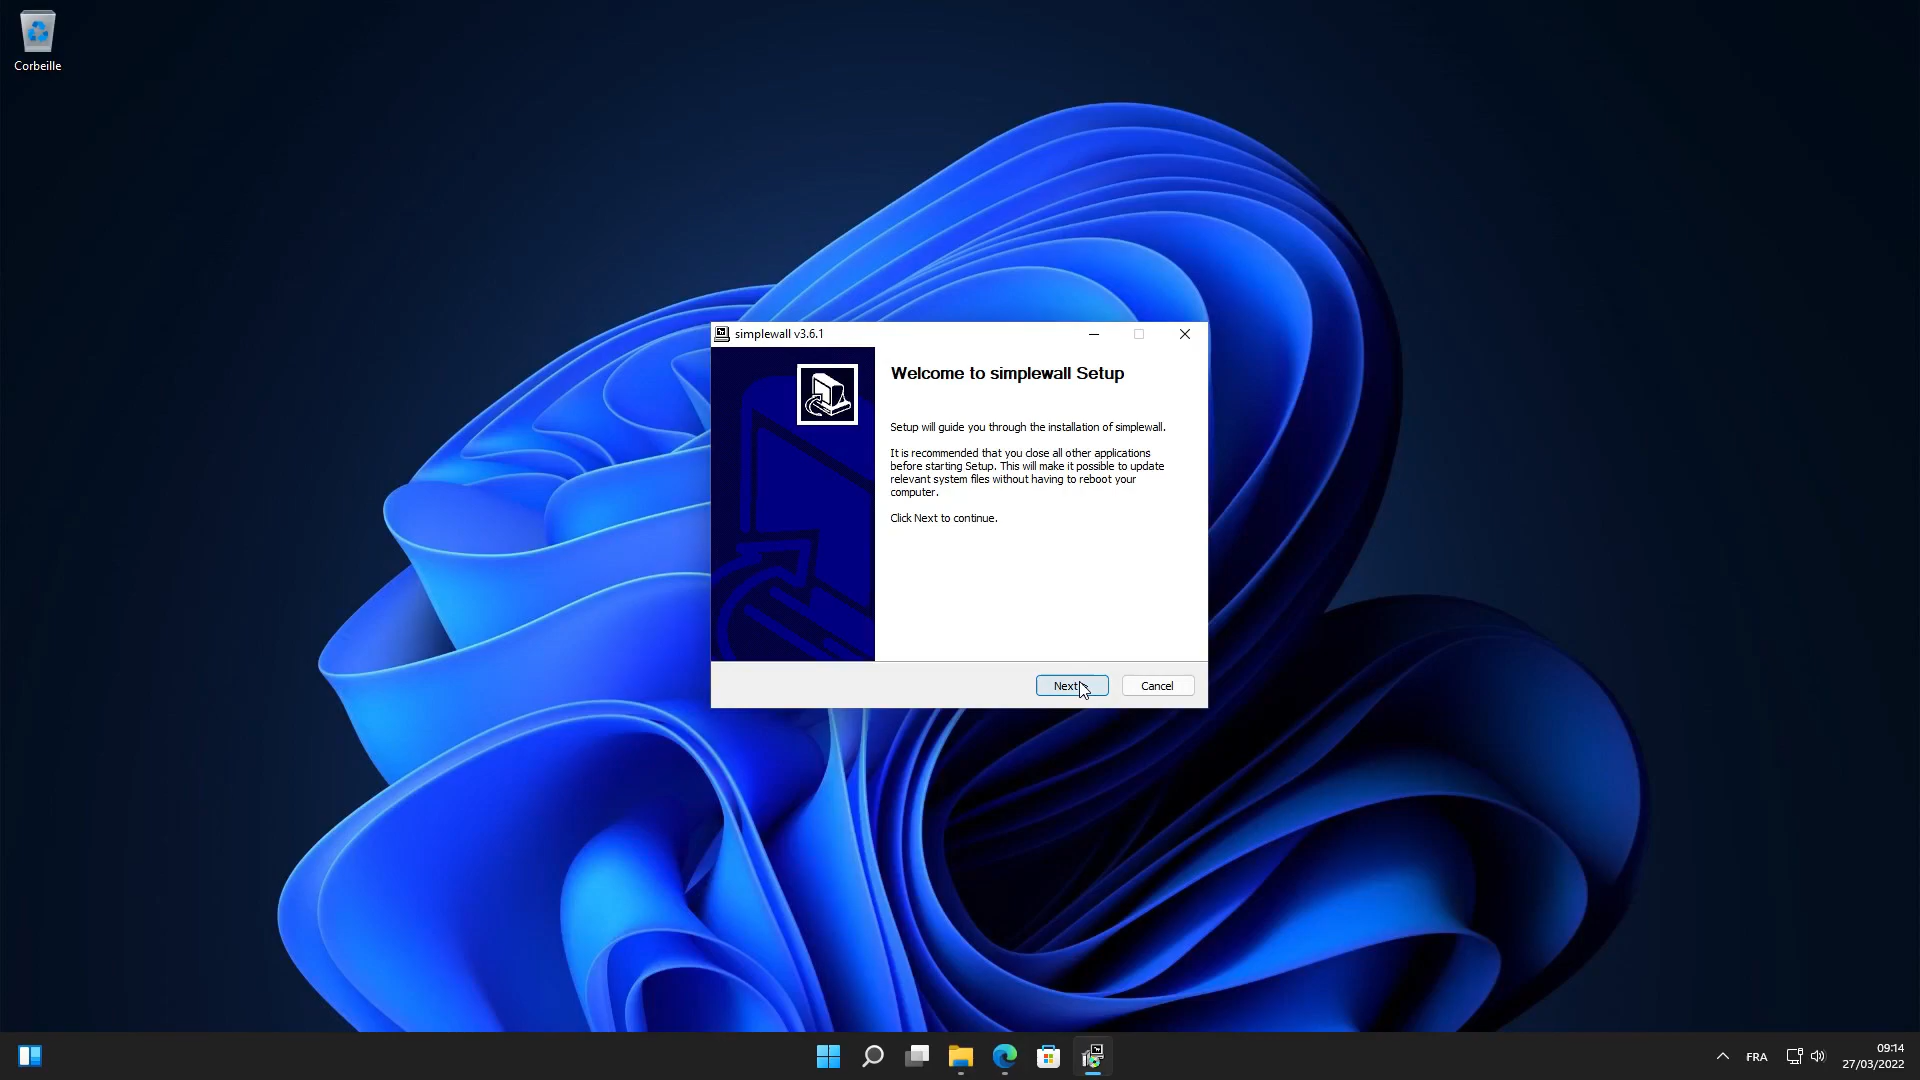 Corbeille
simplewall v3.6.1
Welcome to simplewall Setup
Setup will guide you through the installation of simplewall.
It is recommended that you close all other applications
before starting Setup. This will make it possible to update
relevant system files without having to reboot your
computer.
Click Next to continue.
Next
Cancel
FRA
09:14
27/03/2022